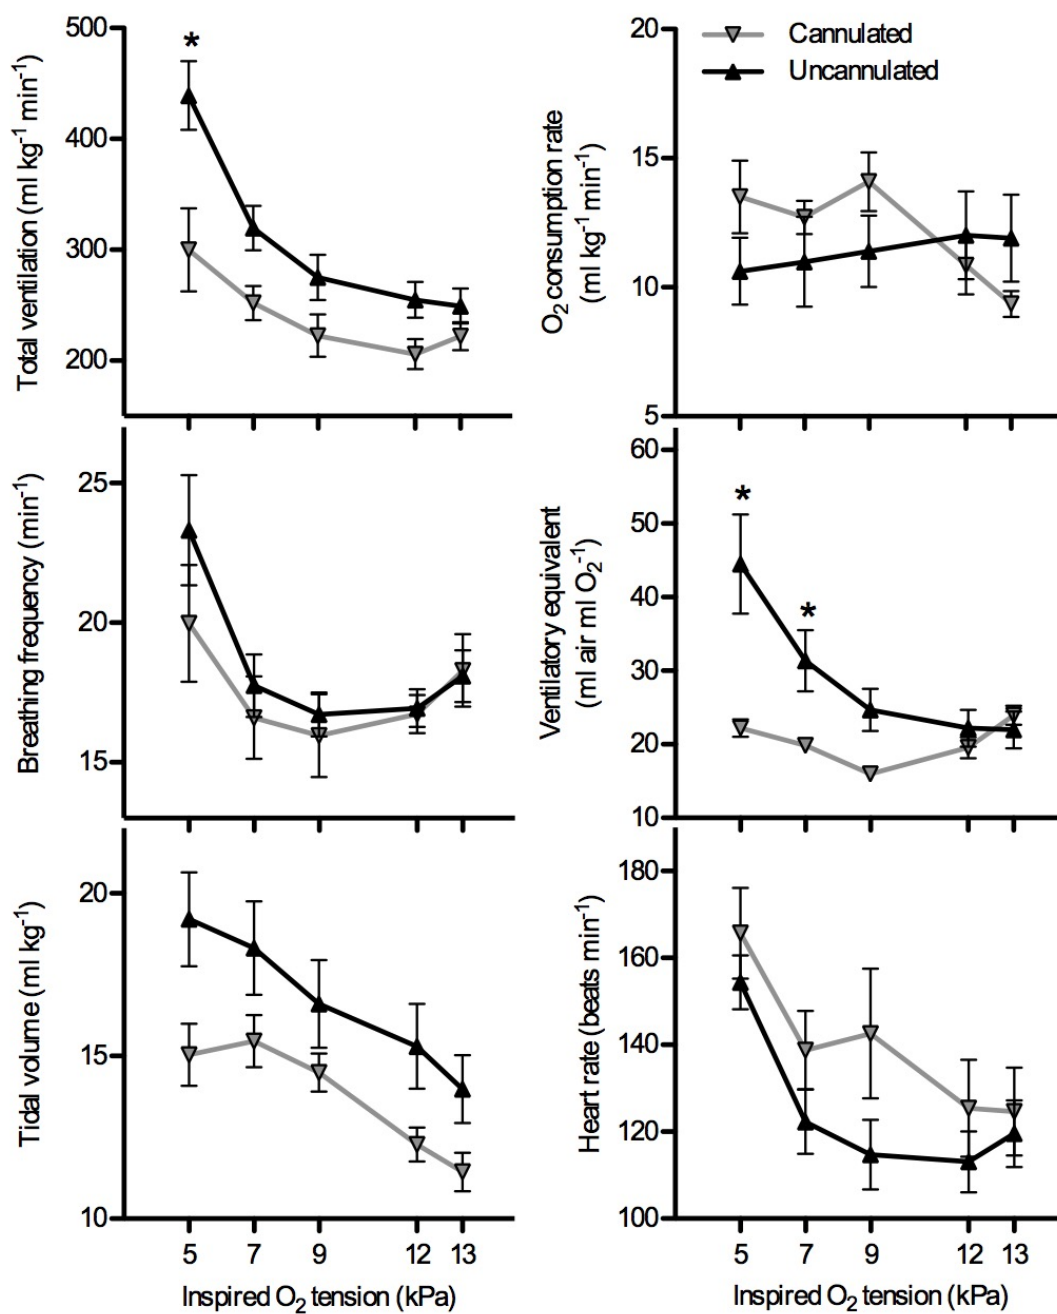 Total ventilation (ml kg⁻¹ min⁻¹)
500
400
300
200
*
O₂ consumption rate
(ml kg⁻¹ min⁻¹)
20
15
10
5
Cannulated
Uncannulated
Breathing frequency (min⁻¹)
25
20
15
Ventilatory equivalent
(ml air ml O₂⁻¹)
60
50
40
30
20
10
*
*
Tidal volume (ml kg⁻¹)
20
15
10
5 7 9 12 13
Inspired O₂ tension (kPa)
Heart rate (beats min⁻¹)
180
160
140
120
100
5 7 9 12 13
Inspired O₂ tension (kPa)